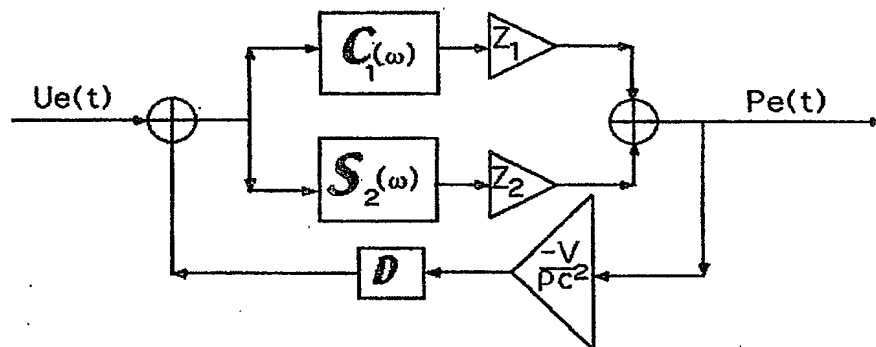 C₁(ω)
Z₁
Ue(t)
Pe(t)
S₂(ω)
Z₂
D
-V
ρc²